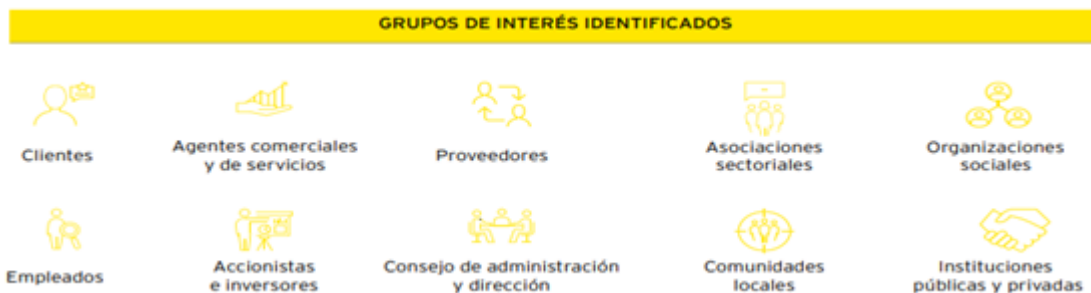 GRUPOS DE INTERÉS IDENTIFICADOS
Clientes
Agentes comerciales
y de servicios
Proveedores
Asociaciones
sectoriales
Organizaciones
sociales
Empleados
Accionistas
e inversores
Consejo de administración
y dirección
Comunidades
locales
Instituciones
públicas y privadas